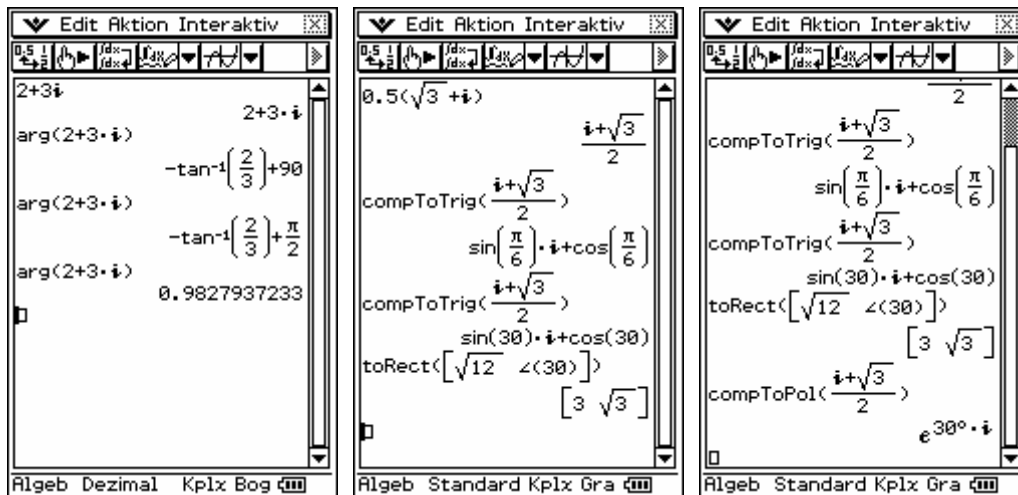 Edit Aktion Interaktiv
2+3i
2+3·i
arg(2+3·i)
-tan⁻¹(2/3)+90
arg(2+3·i)
-tan⁻¹(2/3)+π/2
arg(2+3·i)
0.9827937233
Algeb Dezimal Kplx Bog
Edit Aktion Interaktiv
0.5(√3+i)
(i+√3)/2
compToTrig((i+√3)/2)
sin(π/6)·i+cos(π/6)
compToTrig((i+√3)/2)
sin(30)·i+cos(30)
toRect([√12 ∠(30)])
[3 √3]
Algeb Standard Kplx Gra
Edit Aktion Interaktiv
2
compToTrig((i+√3)/2)
sin(π/6)·i+cos(π/6)
compToTrig((i+√3)/2)
sin(30)·i+cos(30)
toRect([√12 ∠(30)])
[3 √3]
compToPol((i+√3)/2)
e^30°·i
Algeb Standard Kplx Gra